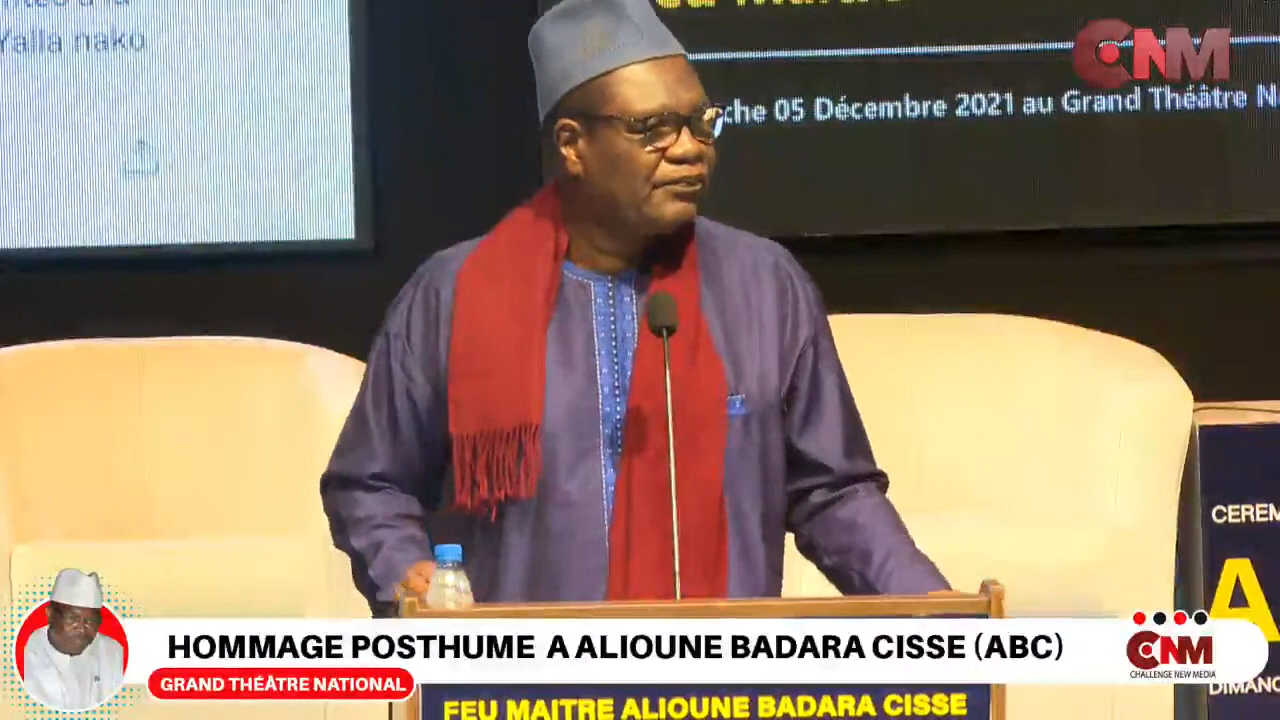 Yalla nako
che 05 Décembre 2021 au Grand Théâtre N
CNM
CEREM
A
HOMMAGE POSTHUME A ALIOUNE BADARA CISSE (ABC)
GRAND THÉÂTRE NATIONAL
CNM
CHALLENGE NEW MEDIA
DIMANC
FEU MAITRE ALIOUNE BADARA CISSE